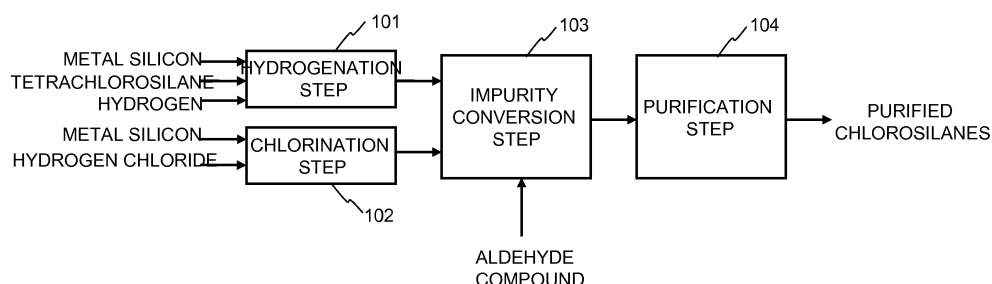 101
METAL SILICON
TETRACHLOROSILANE
HYDROGEN
HYDROGENATION
STEP
METAL SILICON
HYDROGEN CHLORIDE
CHLORINATION
STEP
102
103
IMPURITY
CONVERSION
STEP
ALDEHYDE
COMPOUND
104
PURIFICATION
STEP
PURIFIED
CHLOROSILANES